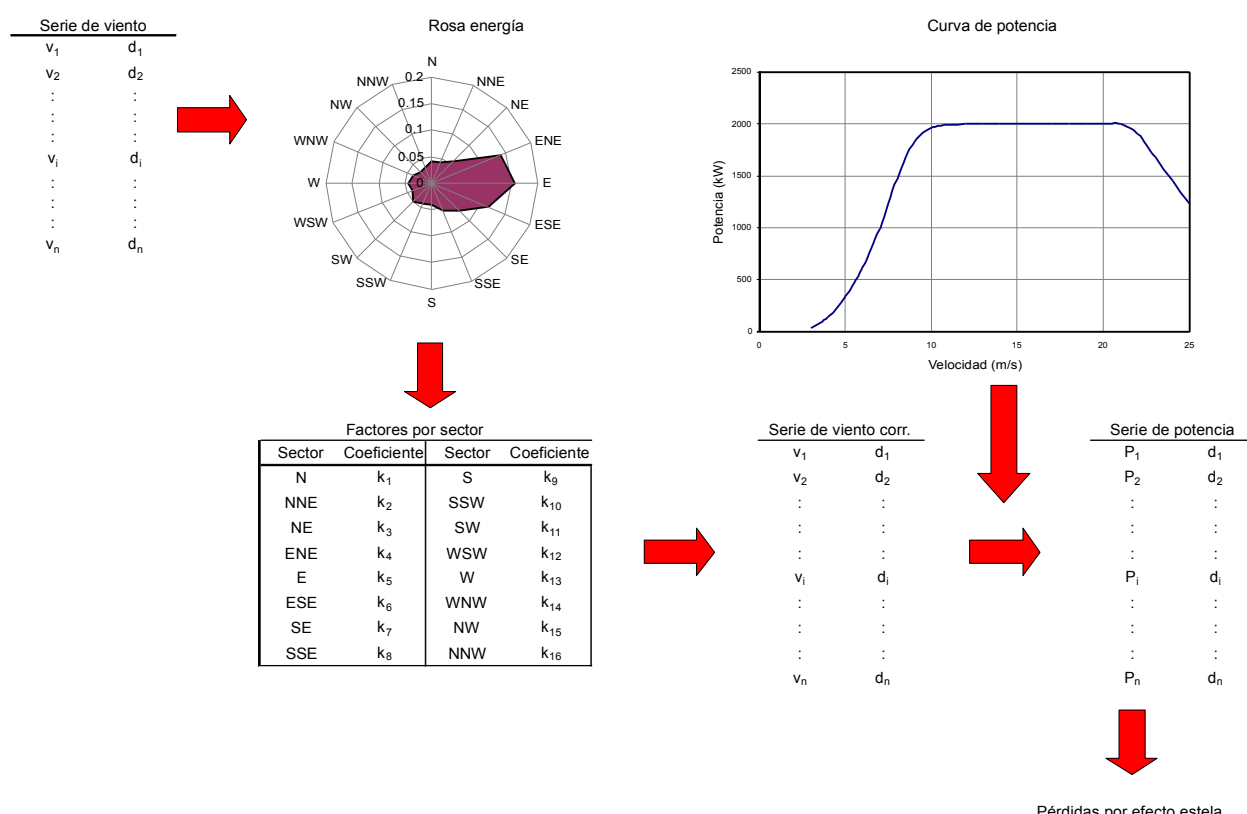 Serie de viento
v1 d1
v2 d2
: :
: :
: :
vi di
: :
: :
: :
vn dn
Rosa energía
N
NNE
NE
ENE
E
ESE
SE
SSE
S
SSW
SW
WSW
W
WNW
NW
NNW
0.2
0.15
0.1
0.05
0
Curva de potencia
Potencia (kW)
2500
2000
1500
1000
500
0
0 5 10 15 20 25
Velocidad (m/s)
Factores por sector
Sector Coeficiente Sector Coeficiente
N k1 S k9
NNE k2 SSW k10
NE k3 SW k11
ENE k4 WSW k12
E k5 W k13
ESE k6 WNW k14
SE k7 NW k15
SSE k8 NNW k16
Serie de viento corr.
v1 d1
v2 d2
: :
: :
: :
vi di
: :
: :
: :
vn dn
Serie de potencia
P1 d1
P2 d2
: :
: :
: :
Pi di
: :
: :
: :
Pn dn
Pérdidas por efecto estela